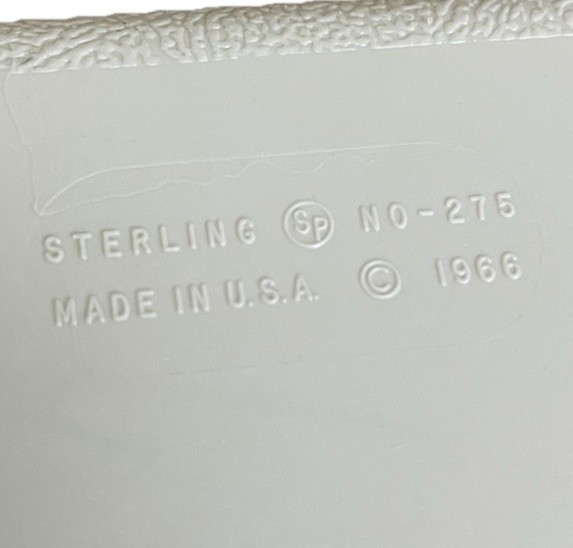 STERLING SP NO-275
MADE IN U.S.A. © 1966